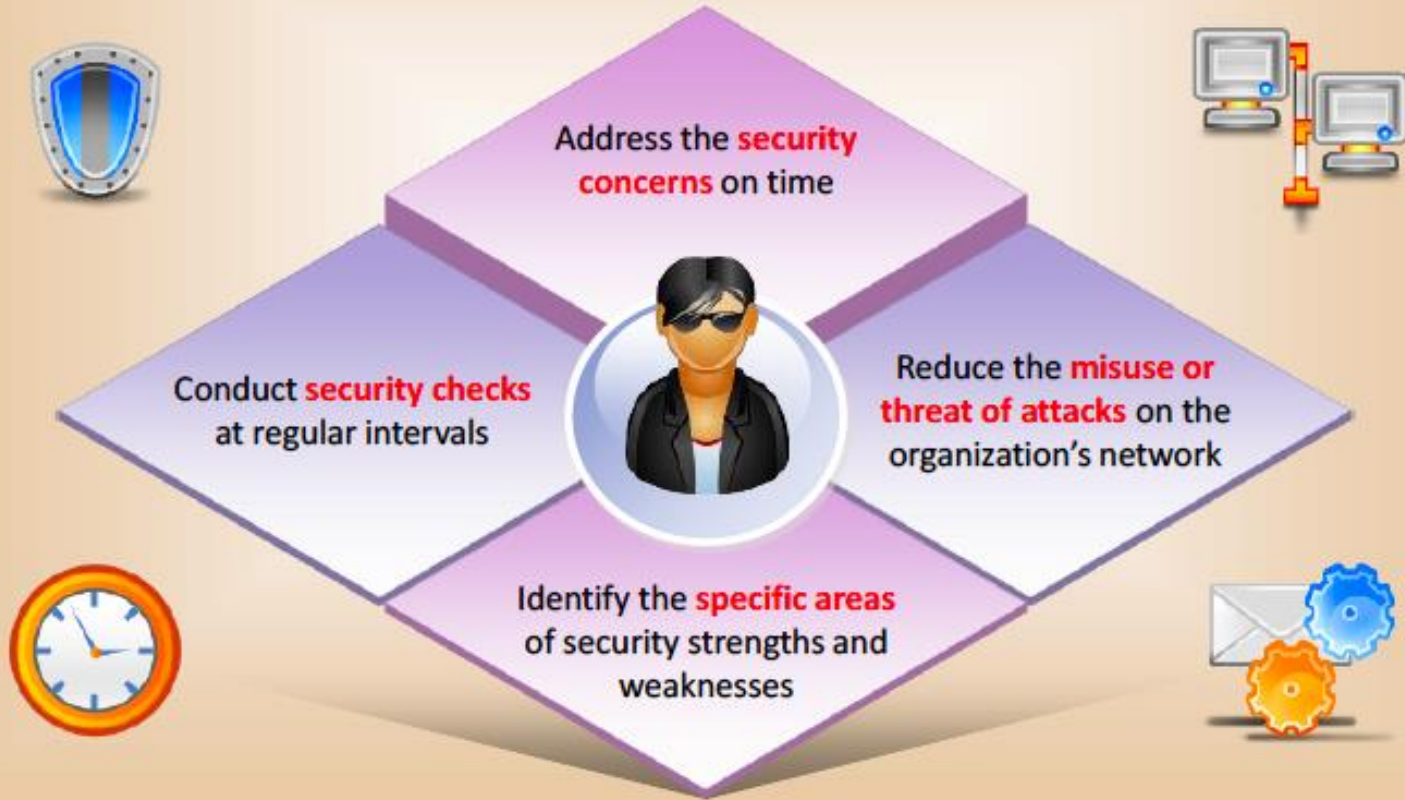 Address the security
concerns on time
Conduct security checks
at regular intervals
Reduce the misuse or
threat of attacks on the
organization’s network
Identify the specific areas
of security strengths and
weaknesses